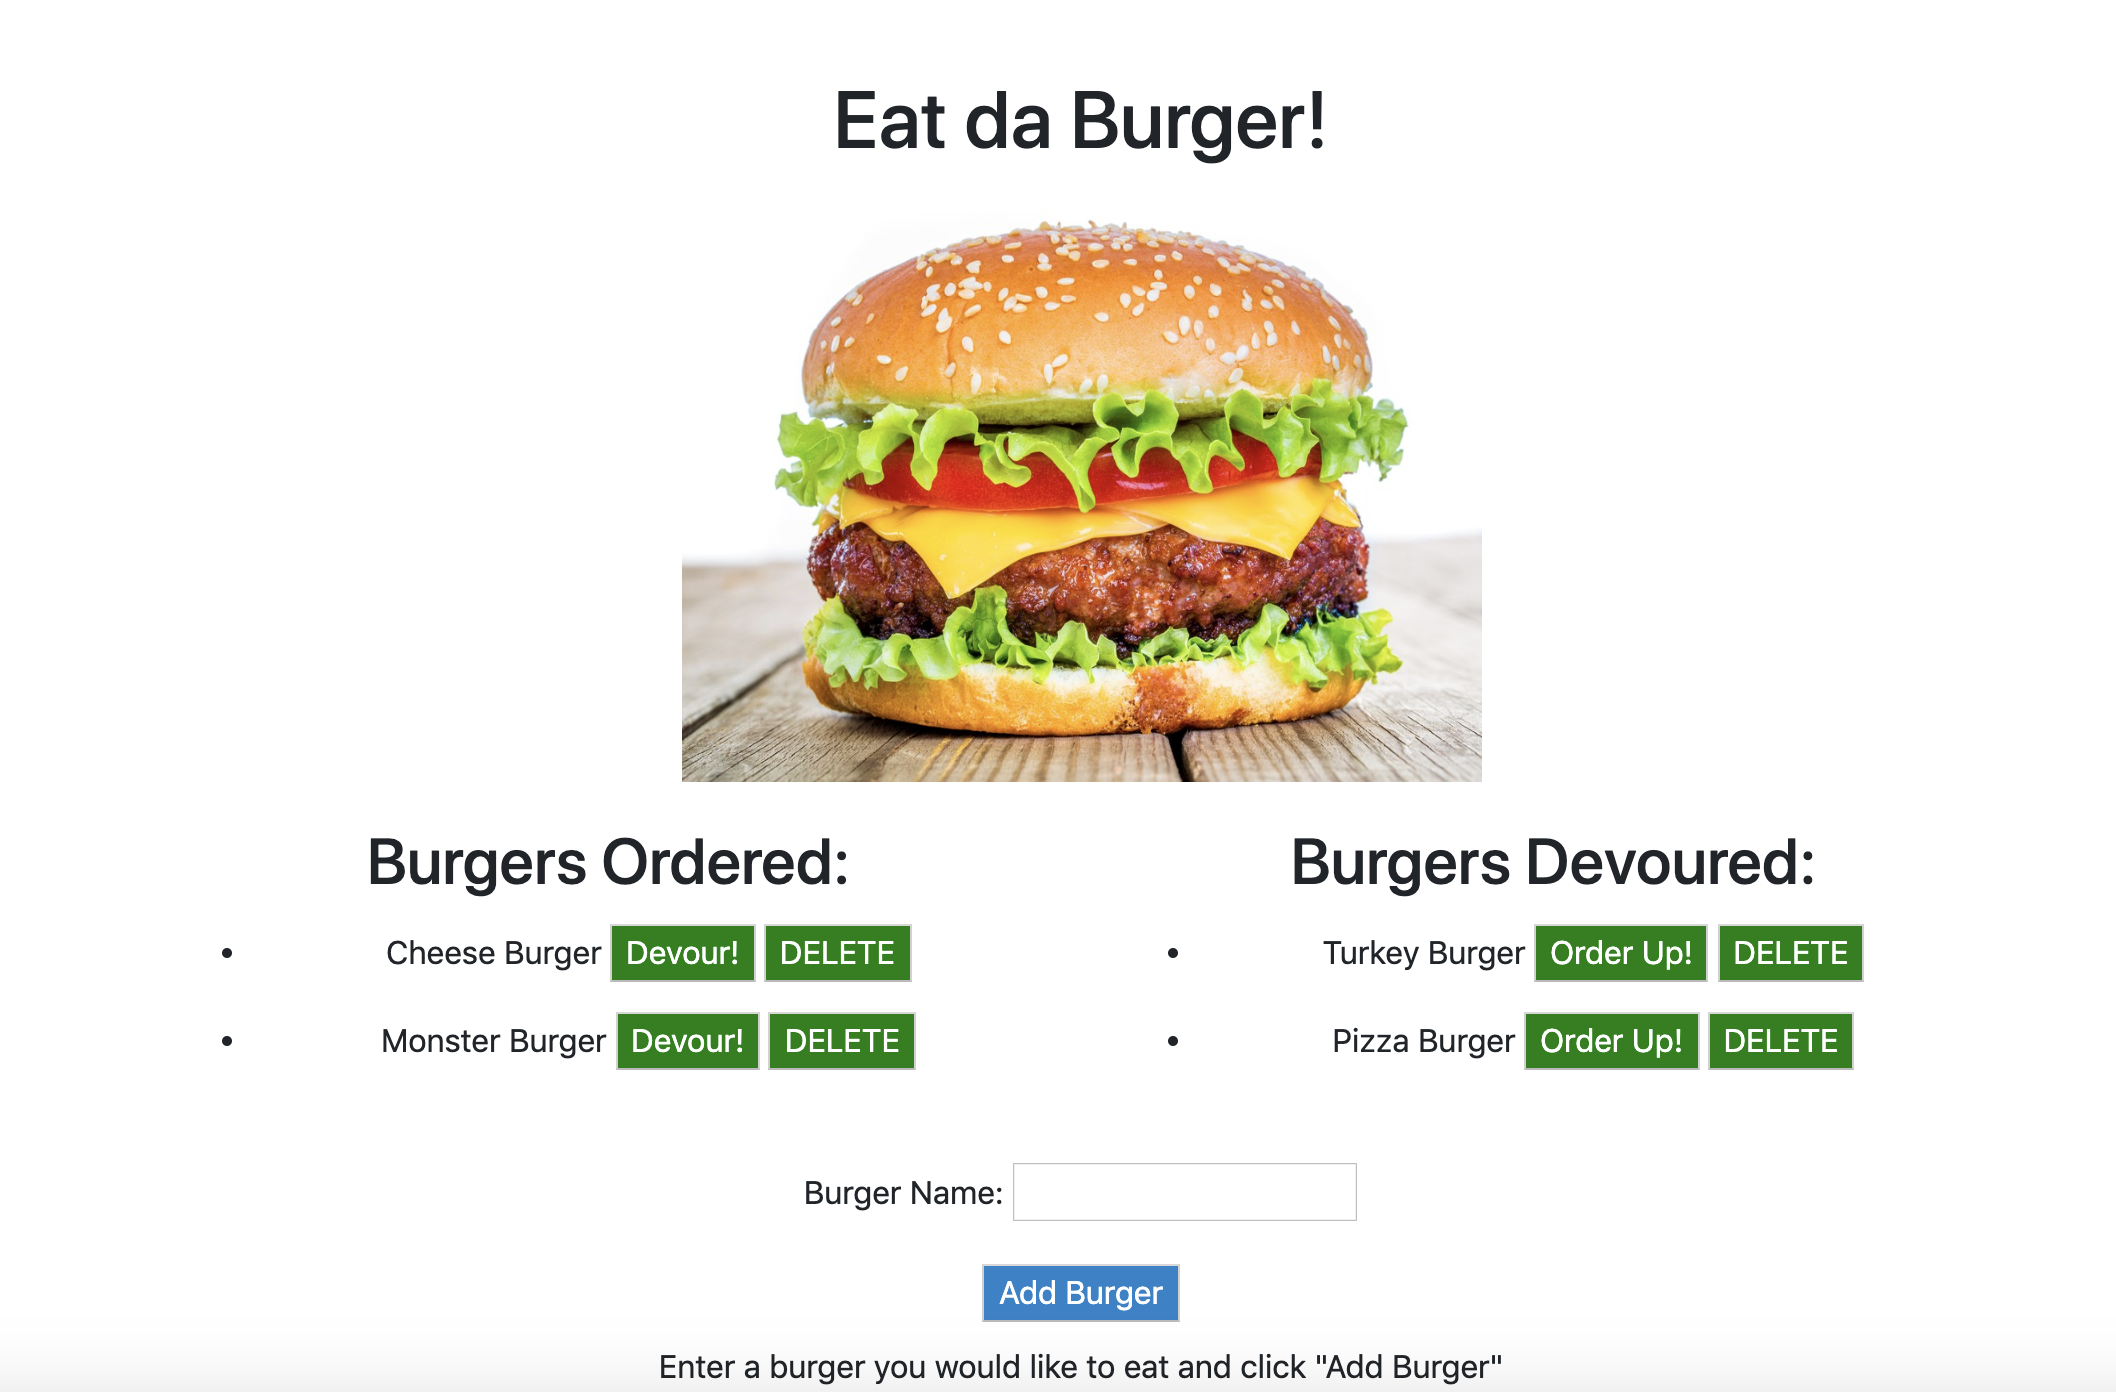 Eat da Burger!
Burgers Ordered:
• Cheese Burger Devour! DELETE
• Monster Burger Devour! DELETE
Burgers Devoured:
• Turkey Burger Order Up! DELETE
• Pizza Burger Order Up! DELETE
Burger Name:
Add Burger
Enter a burger you would like to eat and click "Add Burger"